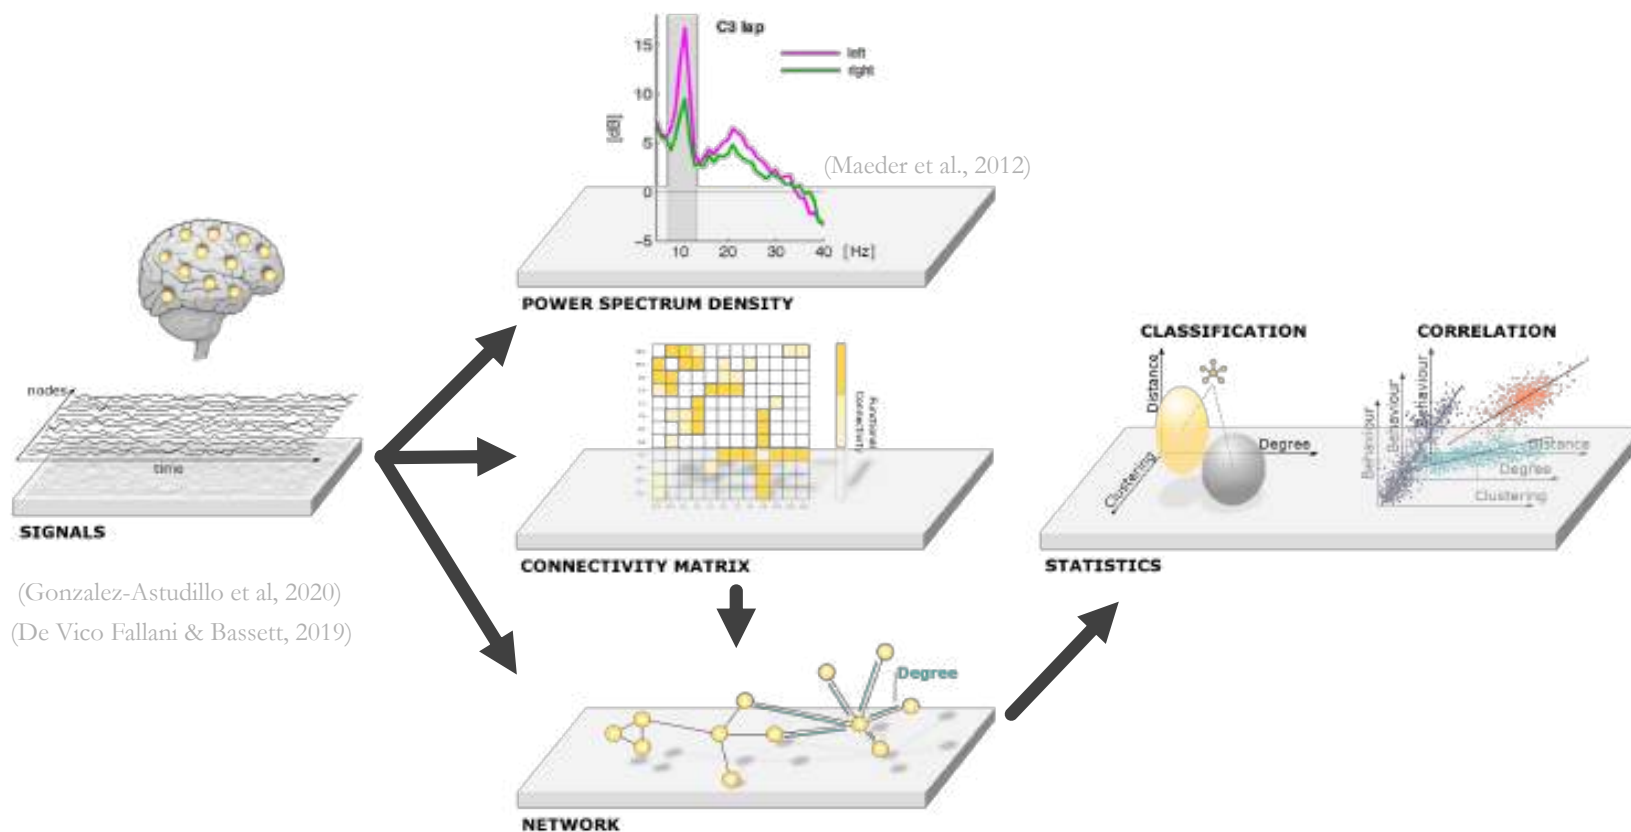 C3 lap
left
right
15
10
5
0
−5
[dB]
10 20 30 40 [Hz]
(Maeder et al., 2012)
POWER SPECTRUM DENSITY
nodes
time
SIGNALS
(Gonzalez-Astudillo et al, 2020)
(De Vico Fallani & Bassett, 2019)
functional
connectivity
CONNECTIVITY MATRIX
Degree
NETWORK
CLASSIFICATION
Distance
Degree
Clustering
CORRELATION
Behaviour
Behaviour
Behaviour
Distance
Degree
Clustering
STATISTICS